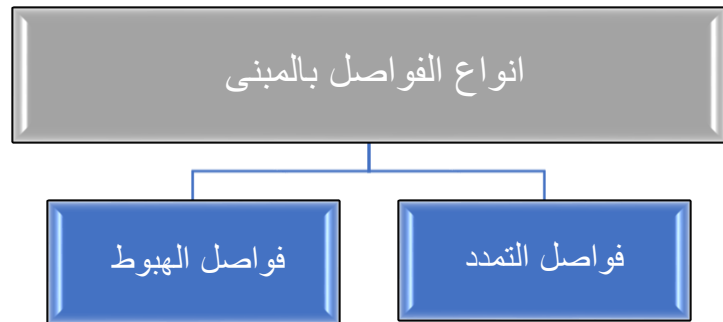 انواع الفواصل بالمبنى
فواصل التمدد
فواصل الهبوط